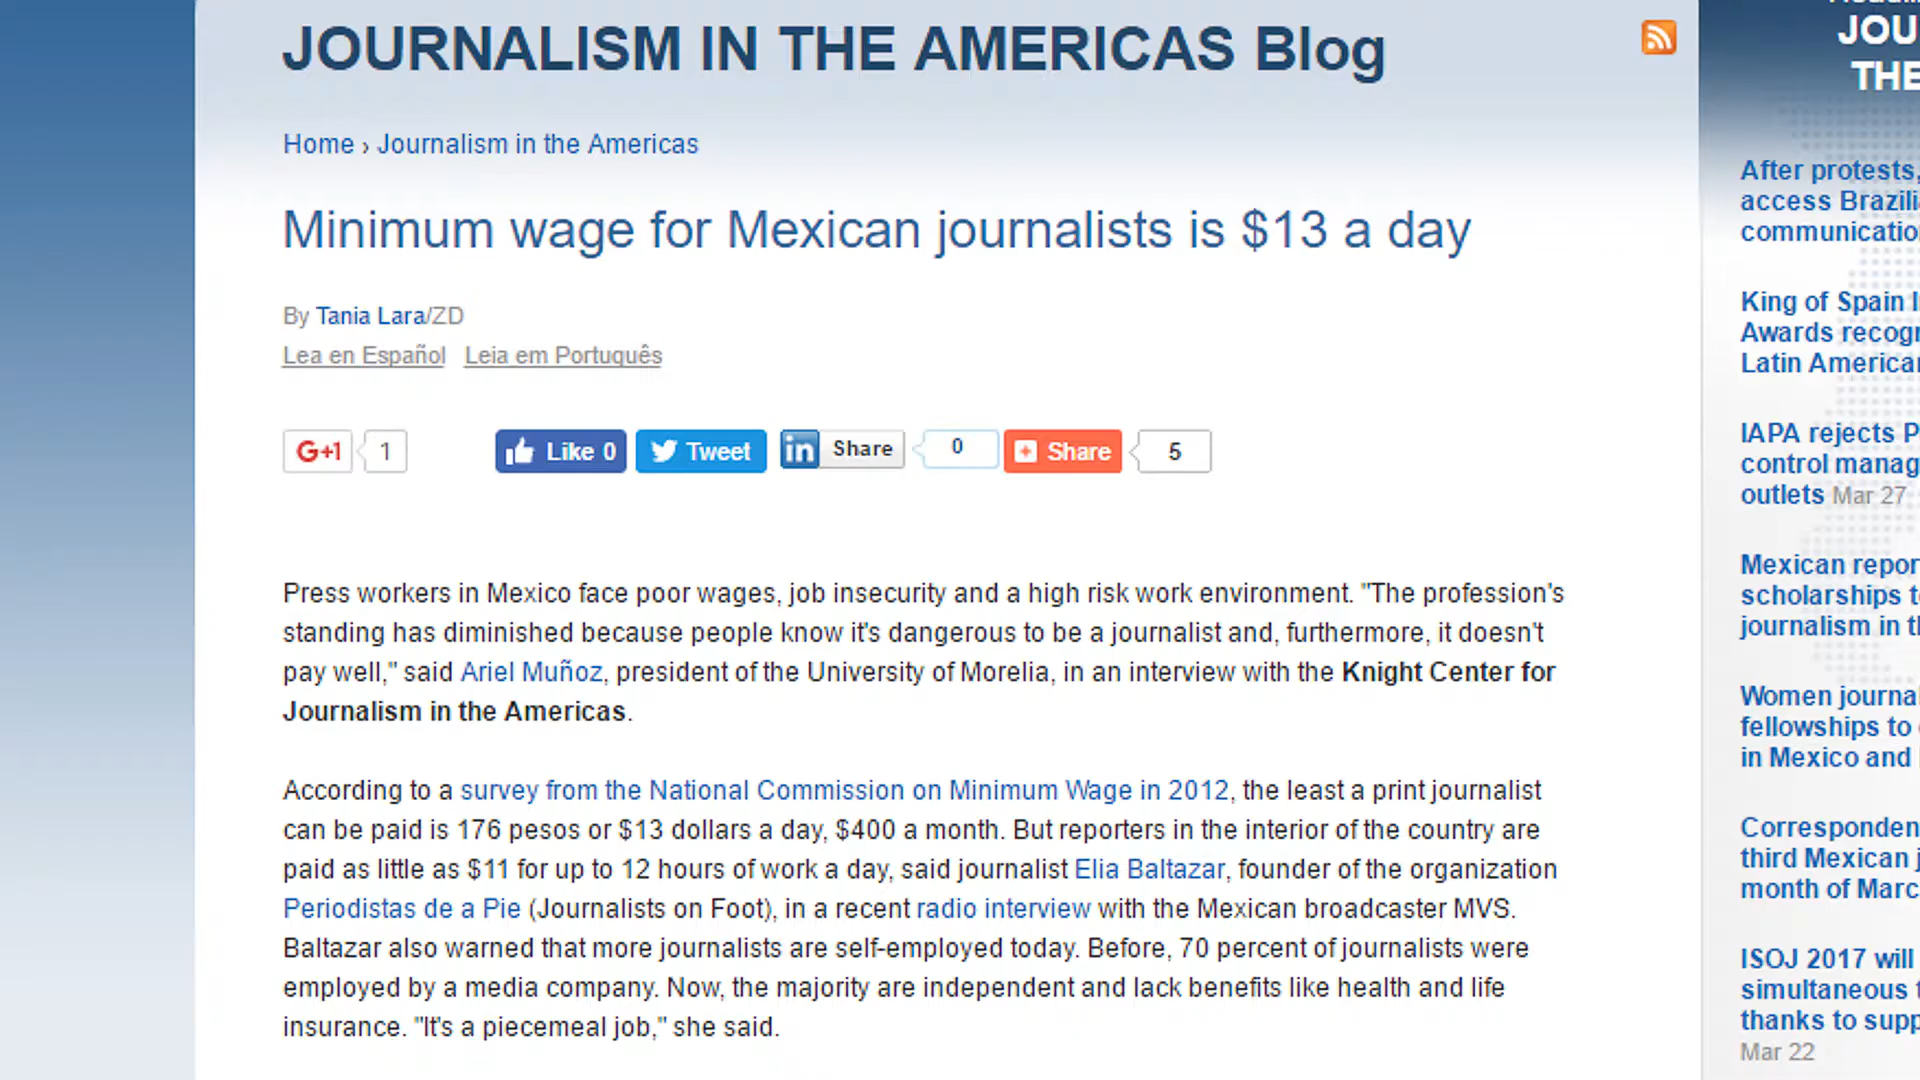 JOURNALISM IN THE AMERICAS Blog
Home › Journalism in the Americas
Minimum wage for Mexican journalists is $13 a day
By Tania Lara/ZD
Lea en Español Leia em Português
G+1 1 Like 0 Tweet in Share 0 Share 5
Press workers in Mexico face poor wages, job insecurity and a high risk work environment. "The profession's
standing has diminished because people know it's dangerous to be a journalist and, furthermore, it doesn't
pay well," said Ariel Muñoz, president of the University of Morelia, in an interview with the Knight Center for
Journalism in the Americas.
According to a survey from the National Commission on Minimum Wage in 2012, the least a print journalist
can be paid is 176 pesos or $13 dollars a day, $400 a month. But reporters in the interior of the country are
paid as little as $11 for up to 12 hours of work a day, said journalist Elia Baltazar, founder of the organization
Periodistas de a Pie (Journalists on Foot), in a recent radio interview with the Mexican broadcaster MVS.
Baltazar also warned that more journalists are self-employed today. Before, 70 percent of journalists were
employed by a media company. Now, the majority are independent and lack benefits like health and life
insurance. "It's a piecemeal job," she said.
JOU
THE
After protests,
access Brazili
communicatio
King of Spain I
Awards recogn
Latin American
IAPA rejects P
control manag
outlets Mar 27
Mexican repor
scholarships t
journalism in t
Women journal
fellowships to
in Mexico and
Corresponden
third Mexican j
month of Marc
ISOJ 2017 will
simultaneous t
thanks to supp
Mar 22